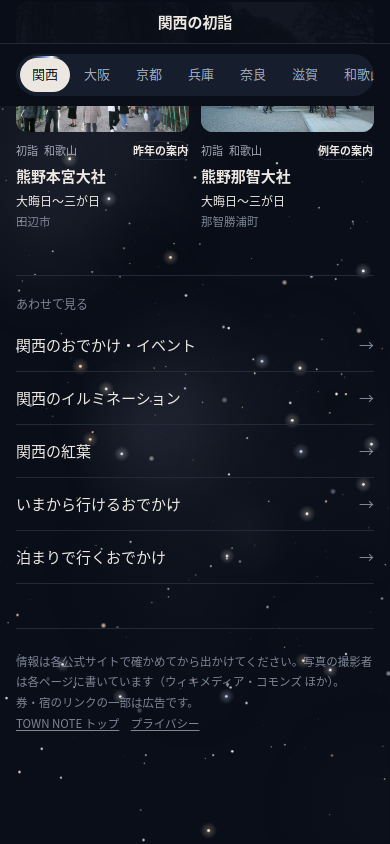 関西の初詣
関西 大阪 京都 兵庫 奈良 滋賀 和歌
初詣 和歌山 昨年の案内
熊野本宮大社
大晦日〜三が日
田辺市
初詣 和歌山 例年の案内
熊野那智大社
大晦日〜三が日
那智勝浦町
あわせて見る
関西のおでかけ・イベント →
関西のイルミネーション →
関西の紅葉 →
いまから行けるおでかけ →
泊まりで行くおでかけ →
情報は各公式サイトで確かめてから出かけてください。写真の撮影者
は各ページに書いています（ウィキメディア・コモンズ ほか）。
券・宿のリンクの一部は広告です。
TOWN NOTE トップ プライバシー